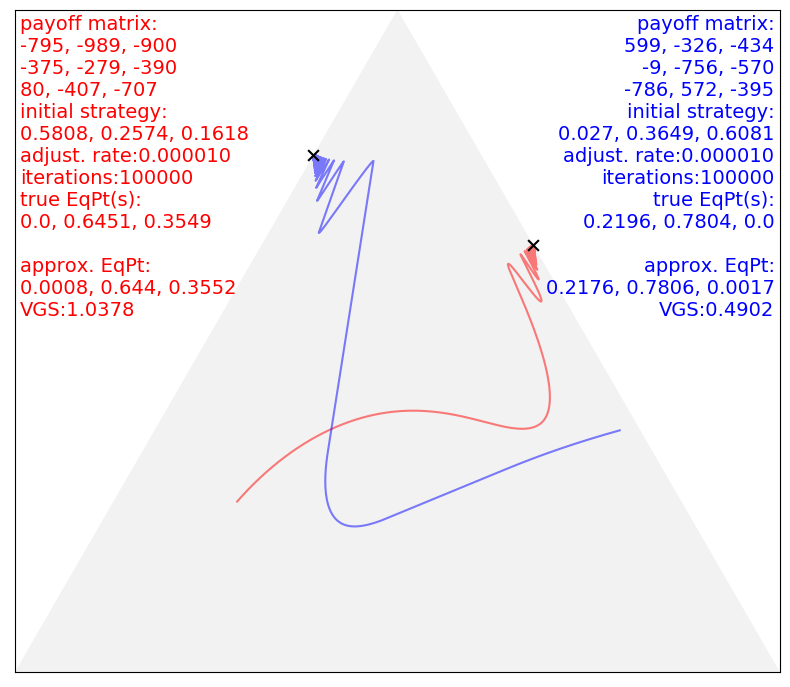 payoff matrix:
-795, -989, -900
-375, -279, -390
80, -407, -707
initial strategy:
0.5808, 0.2574, 0.1618
adjust. rate:0.000010
iterations:100000
true EqPt(s):
0.0, 0.6451, 0.3549
approx. EqPt:
0.0008, 0.644, 0.3552
VGS:1.0378
payoff matrix:
599, -326, -434
-9, -756, -570
-786, 572, -395
initial strategy:
0.027, 0.3649, 0.6081
adjust. rate:0.000010
iterations:100000
true EqPt(s):
0.2196, 0.7804, 0.0
approx. EqPt:
0.2176, 0.7806, 0.0017
VGS:0.4902